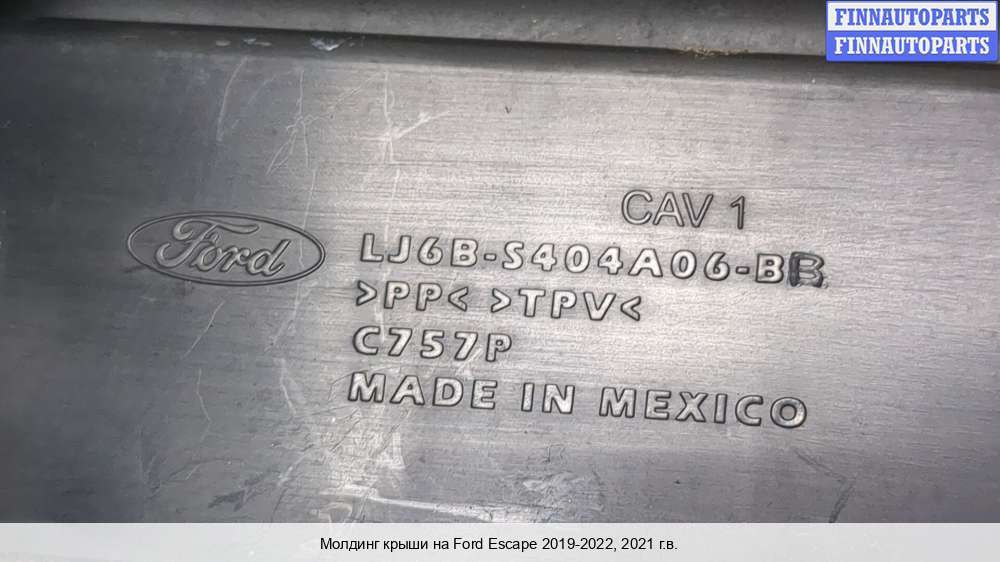 FINNAUTOPARTS
FINNAUTOPARTS
CAV 1
Ford
LJ6B-S404A06-BB
>PP< >TPV<
C757P
MADE IN MEXICO
Молдинг крыши на Ford Escape 2019-2022, 2021 г.в.